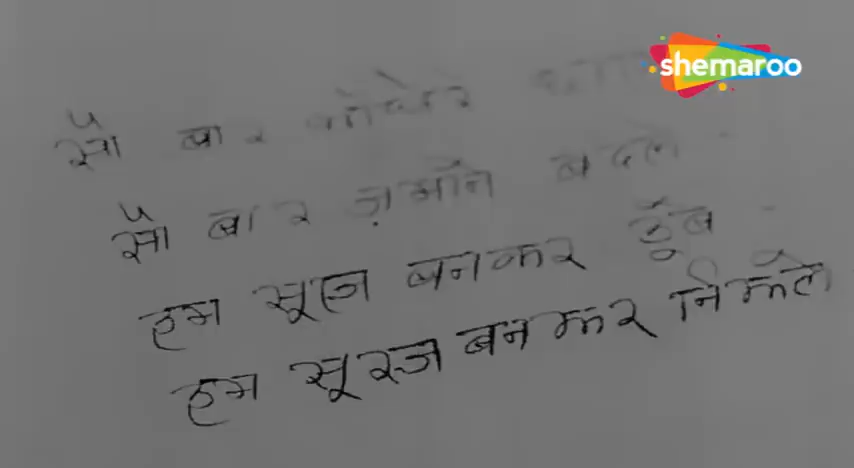 shemaroo
सौ बार
सौ बार ज़माने बदले
हम सूरज बनकर डूबे
हम सूरज बनकर निकले